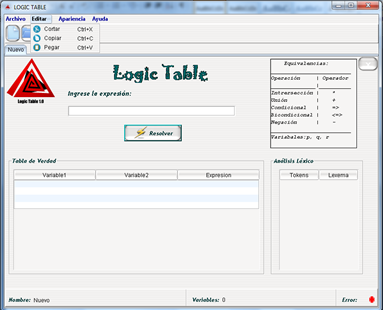 LOGIC TABLE
Archivo Editar Apariencia Ayuda
Cortar Ctrl+X
Copiar Ctrl+C
Pegar Ctrl+V
Nuevo
Logic Table 1.0
Logic Table
Ingrese la expresión:
Resolver
Equivalencias:
Operación | Operador
Intersección | *
Unión | +
Condicional | =>
Bicondicional | <=>
Negación | -
Variables:p, q, r
Tabla de Verdad
Variable1 Variable2 Expresion
Análisis Léxico
Tokens Lexema
Nombre: Nuevo Variables: 0 Error: